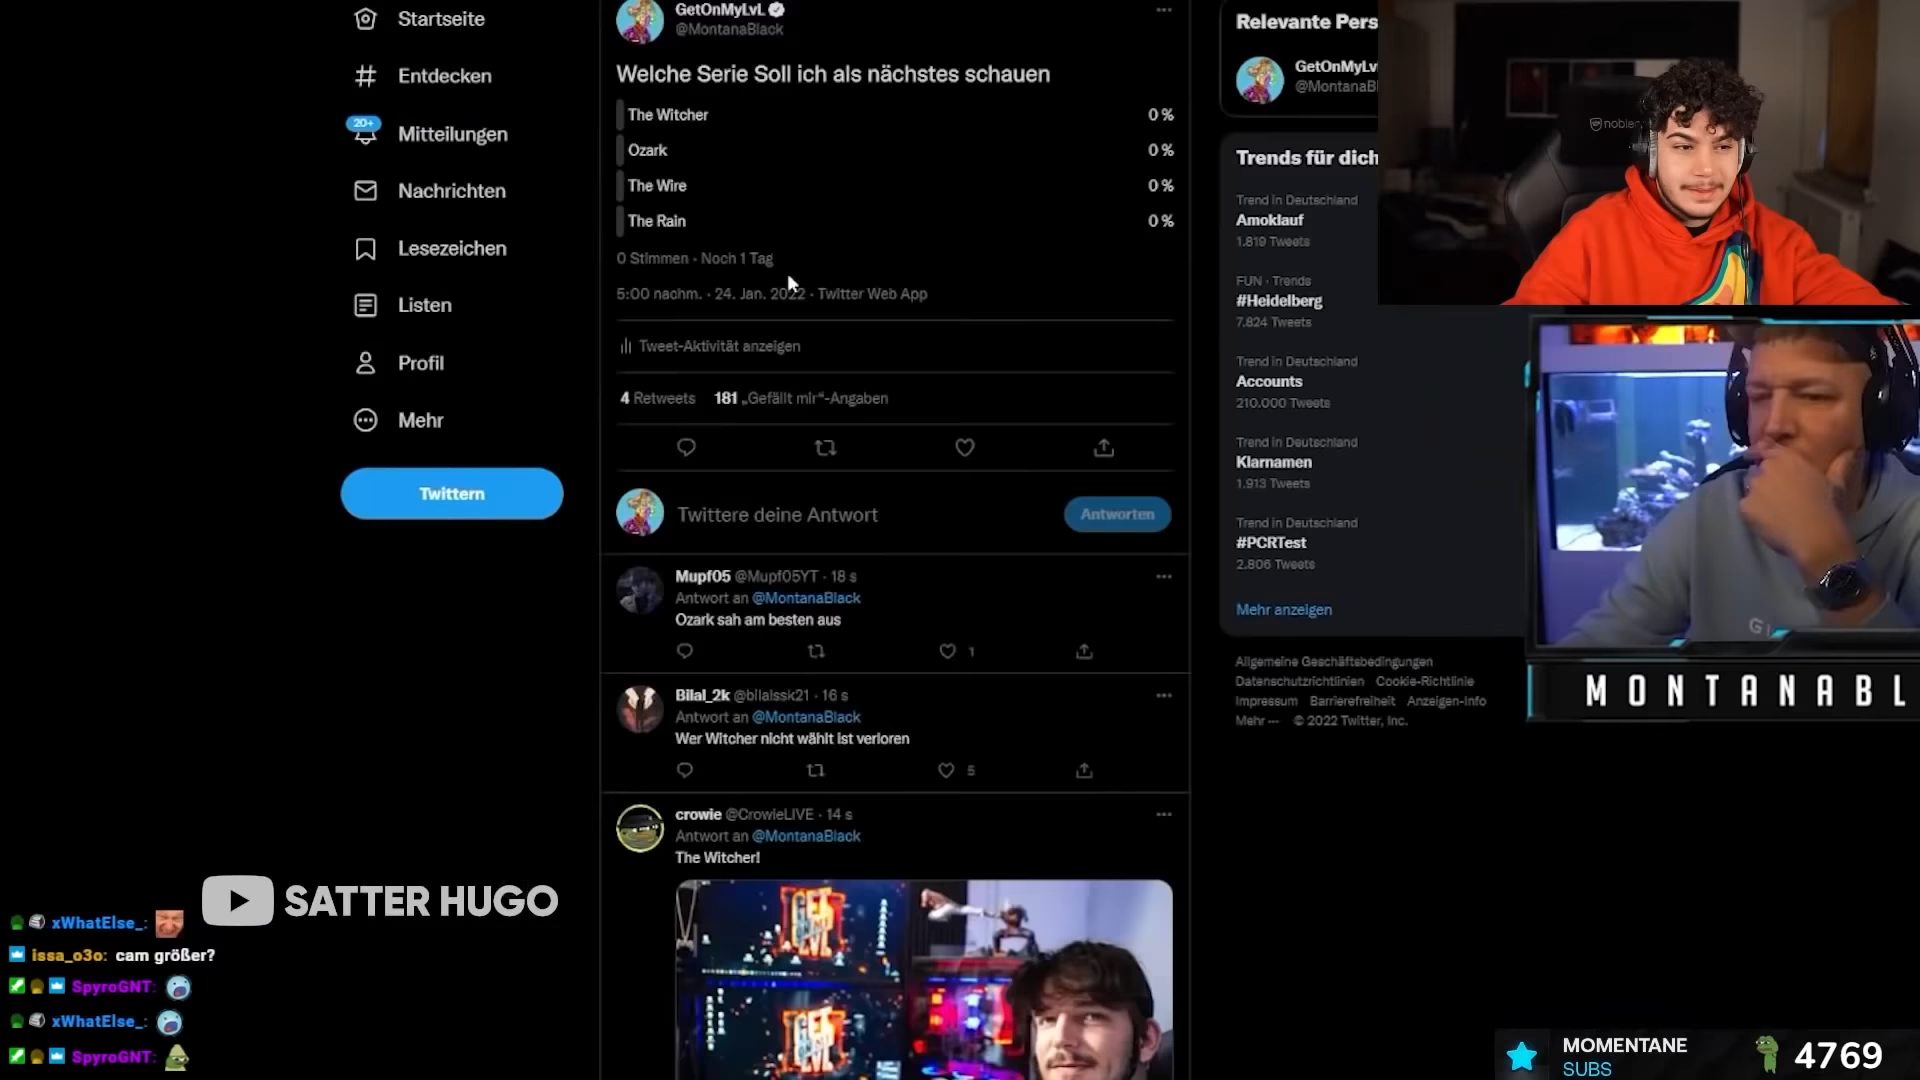 Startseite
Entdecken
20+
Mitteilungen
Nachrichten
Lesezeichen
Listen
Profil
Mehr
Twittern
GetOnMyLvL
@MontanaBlack
Welche Serie Soll ich als nächstes schauen
The Witcher 0 %
Ozark 0 %
The Wire 0 %
The Rain 0 %
0 Stimmen · Noch 1 Tag
5:00 nachm. · 24. Jan. 2022 · Twitter Web App
Tweet-Aktivität anzeigen
4 Retweets 181 „Gefällt mir“-Angaben
Twittere deine Antwort
Antworten
Mupf05 @Mupf05YT · 18 s
Antwort an @MontanaBlack
Ozark sah am besten aus
1
Bilal_2k @bilalssk21 · 16 s
Antwort an @MontanaBlack
Wer Witcher nicht wählt ist verloren
5
crowie @CrowieLIVE · 14 s
Antwort an @MontanaBlack
The Witcher!
Relevante Pers
GetOnMyLvL
@MontanaBl
Trends für dich
Trend in Deutschland
Amoklauf
1.819 Tweets
FUN · Trends
#Heidelberg
7.824 Tweets
Trend in Deutschland
Accounts
210.000 Tweets
Trend in Deutschland
Klarnamen
1.913 Tweets
Trend in Deutschland
#PCRTest
2.806 Tweets
Mehr anzeigen
Allgemeine Geschäftsbedingungen
Datenschutzrichtlinien Cookie-Richtlinie
Impressum Barrierefreiheit Anzeigen-Info
Mehr ··· © 2022 Twitter, Inc.
MONTANABL
SATTER HUGO
xWhatElse_:
issa_o3o: cam größer?
SpyroGNT:
xWhatElse_:
SpyroGNT:
MOMENTANE
SUBS
4769